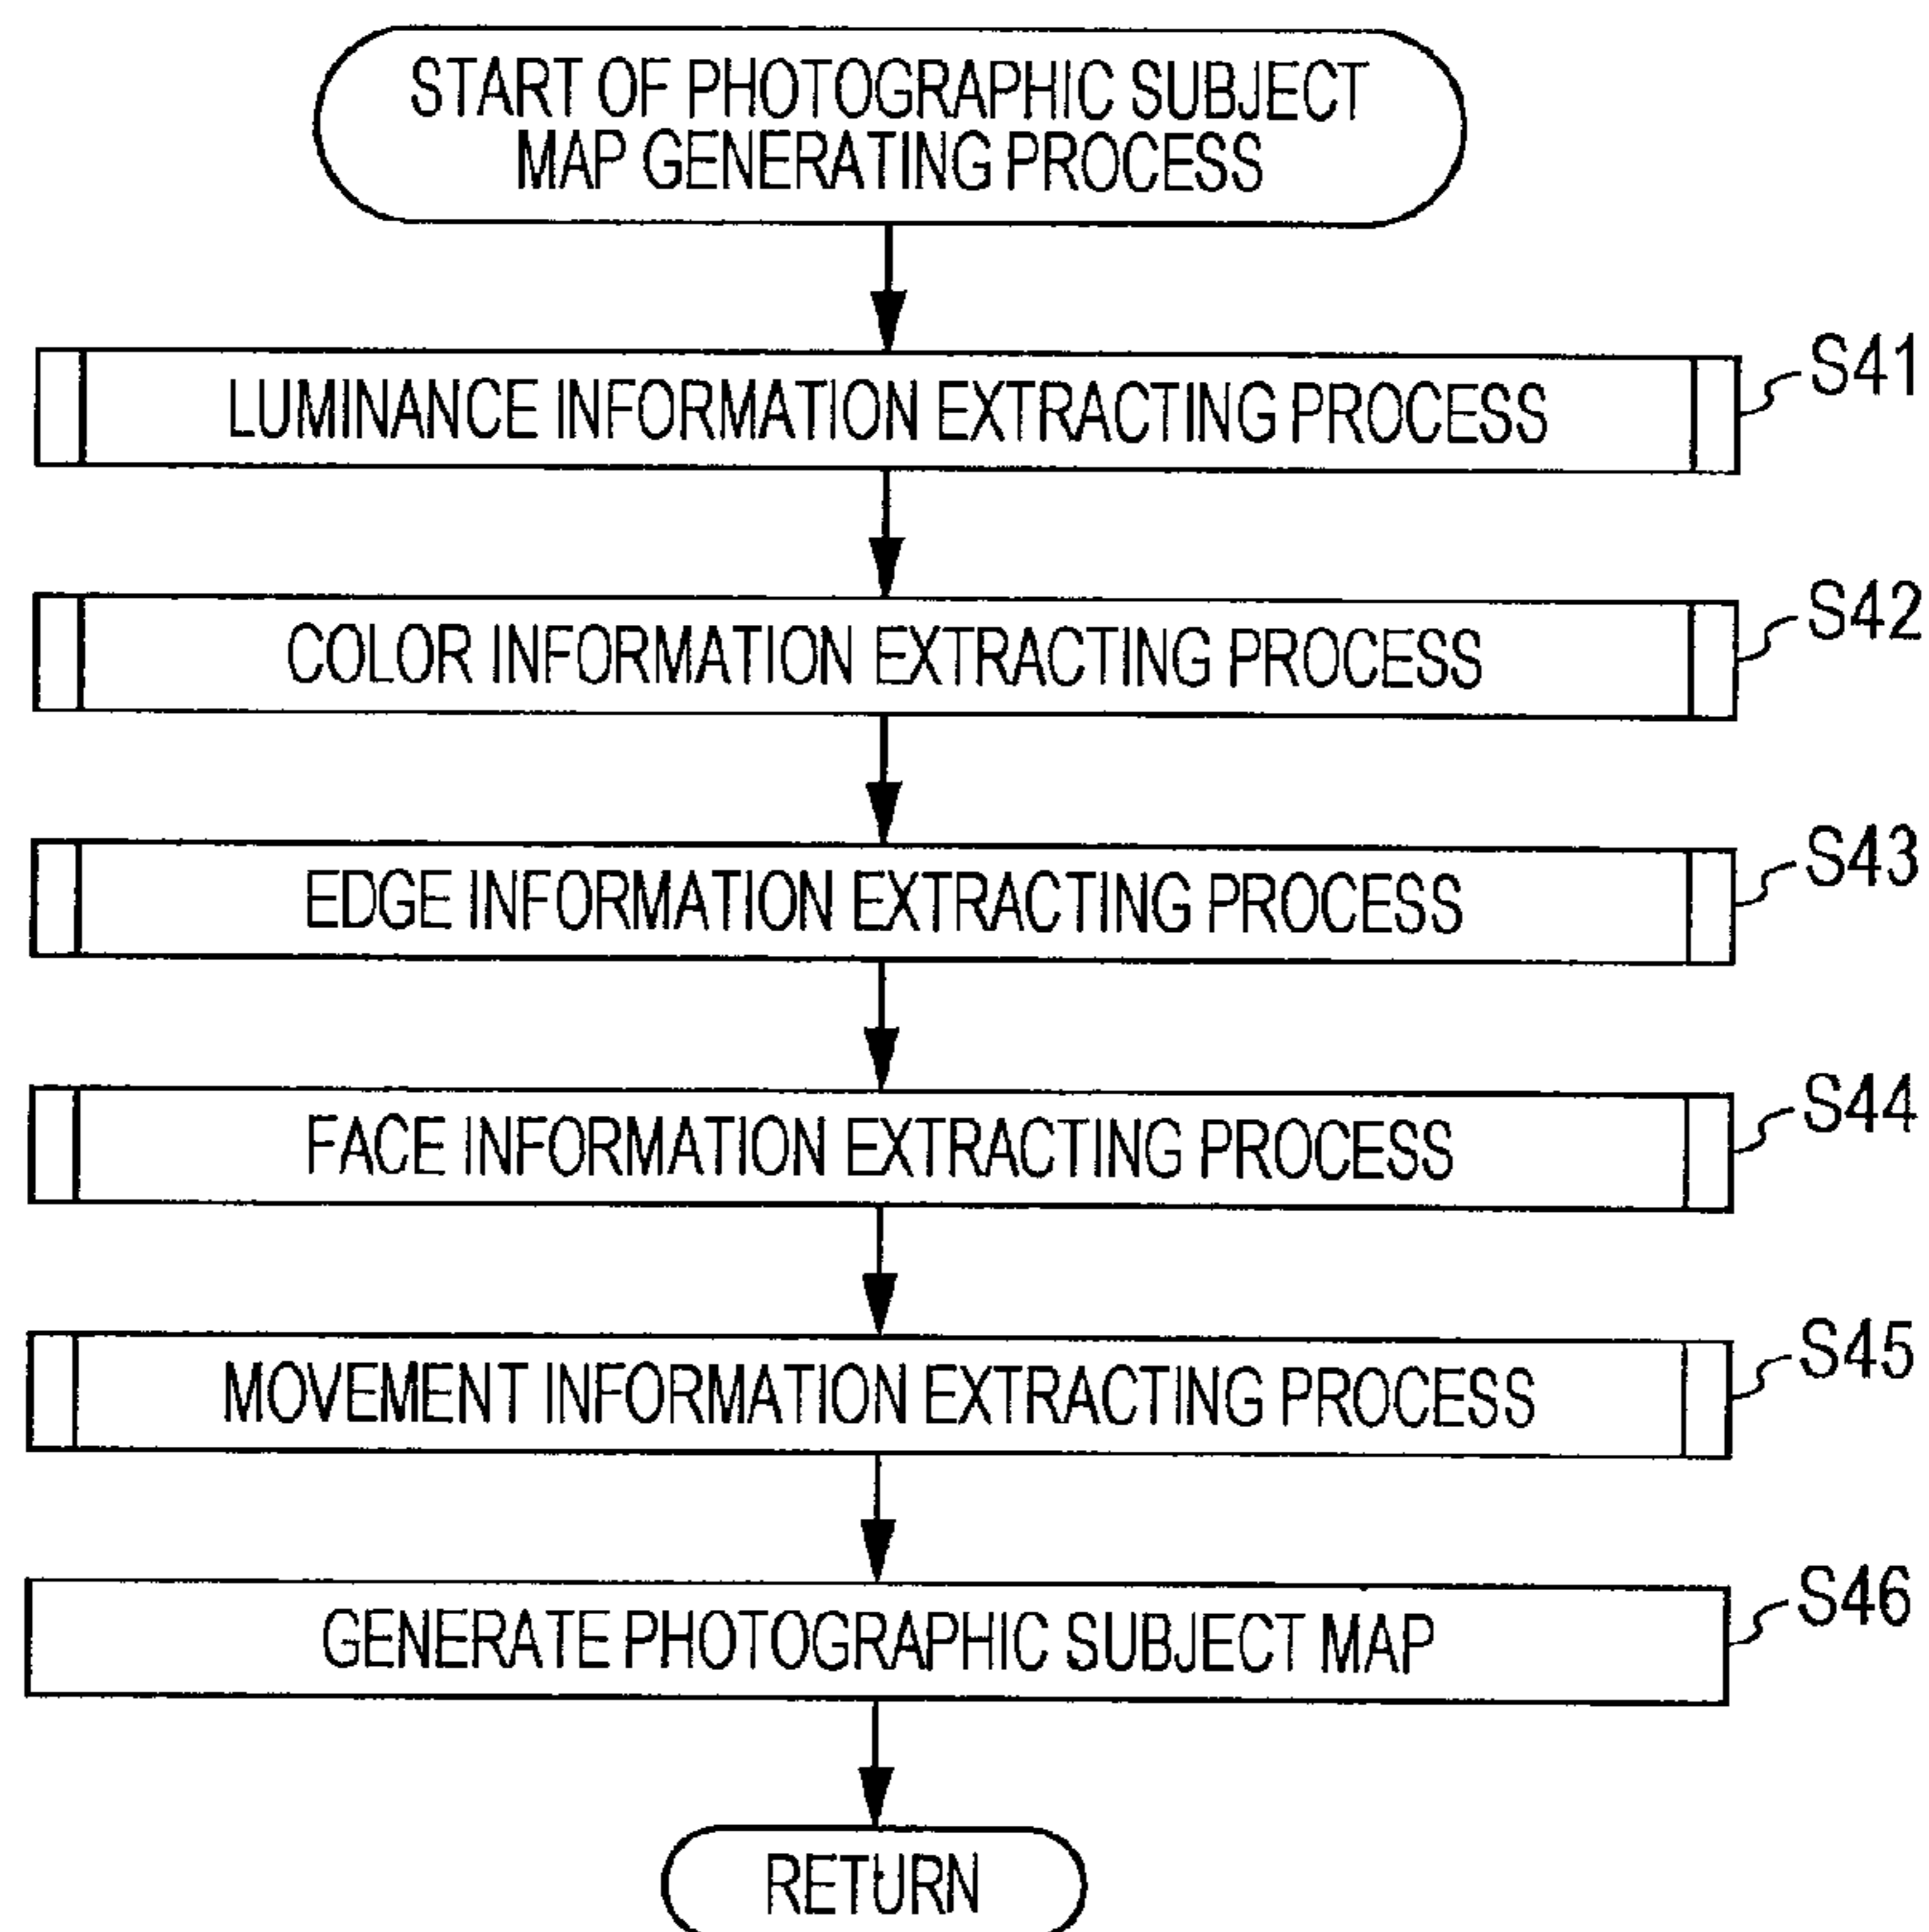 START OF PHOTOGRAPHIC SUBJECT
MAP GENERATING PROCESS
LUMINANCE INFORMATION EXTRACTING PROCESS
S41
COLOR INFORMATION EXTRACTING PROCESS
S42
EDGE INFORMATION EXTRACTING PROCESS
S43
FACE INFORMATION EXTRACTING PROCESS
S44
MOVEMENT INFORMATION EXTRACTING PROCESS
S45
GENERATE PHOTOGRAPHIC SUBJECT MAP
S46
RETURN